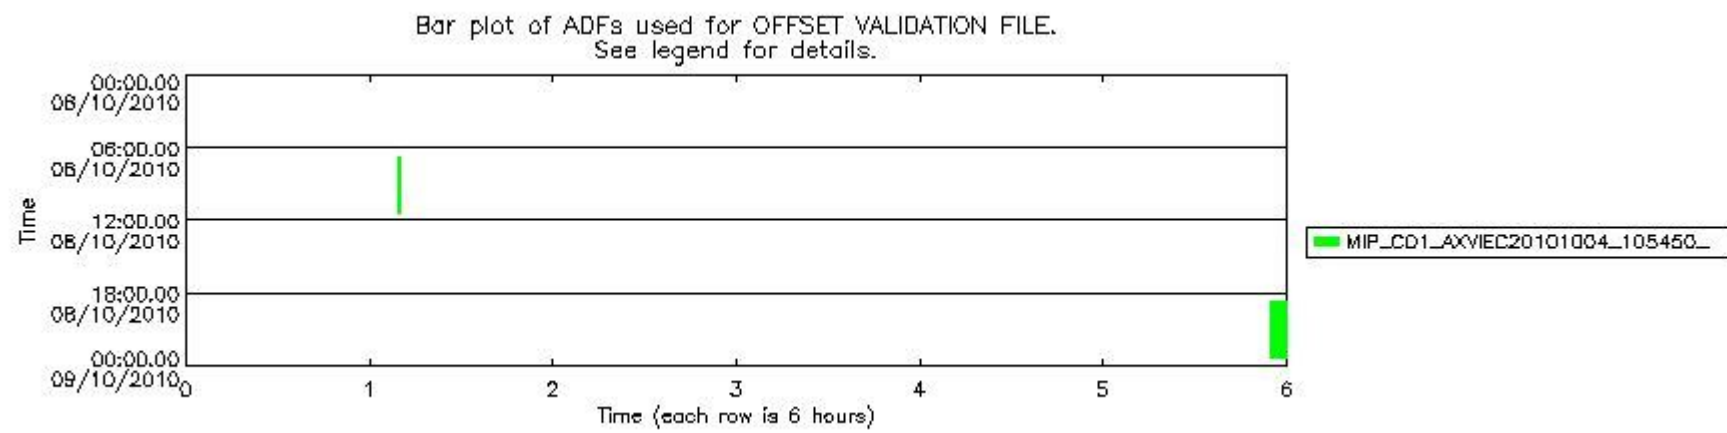 Bar plot of ADFs used for OFFSET VALIDATION FILE.
See legend for details.
00:00.00
08/10/2010
06:00.00
08/10/2010
12:00.00
08/10/2010
18:00.00
08/10/2010
00:00.00
09/10/2010
Time
0 1 2 3 4 5 6
Time (each row is 6 hours)
MIP_CO1_AXVIEC20101004_105450_